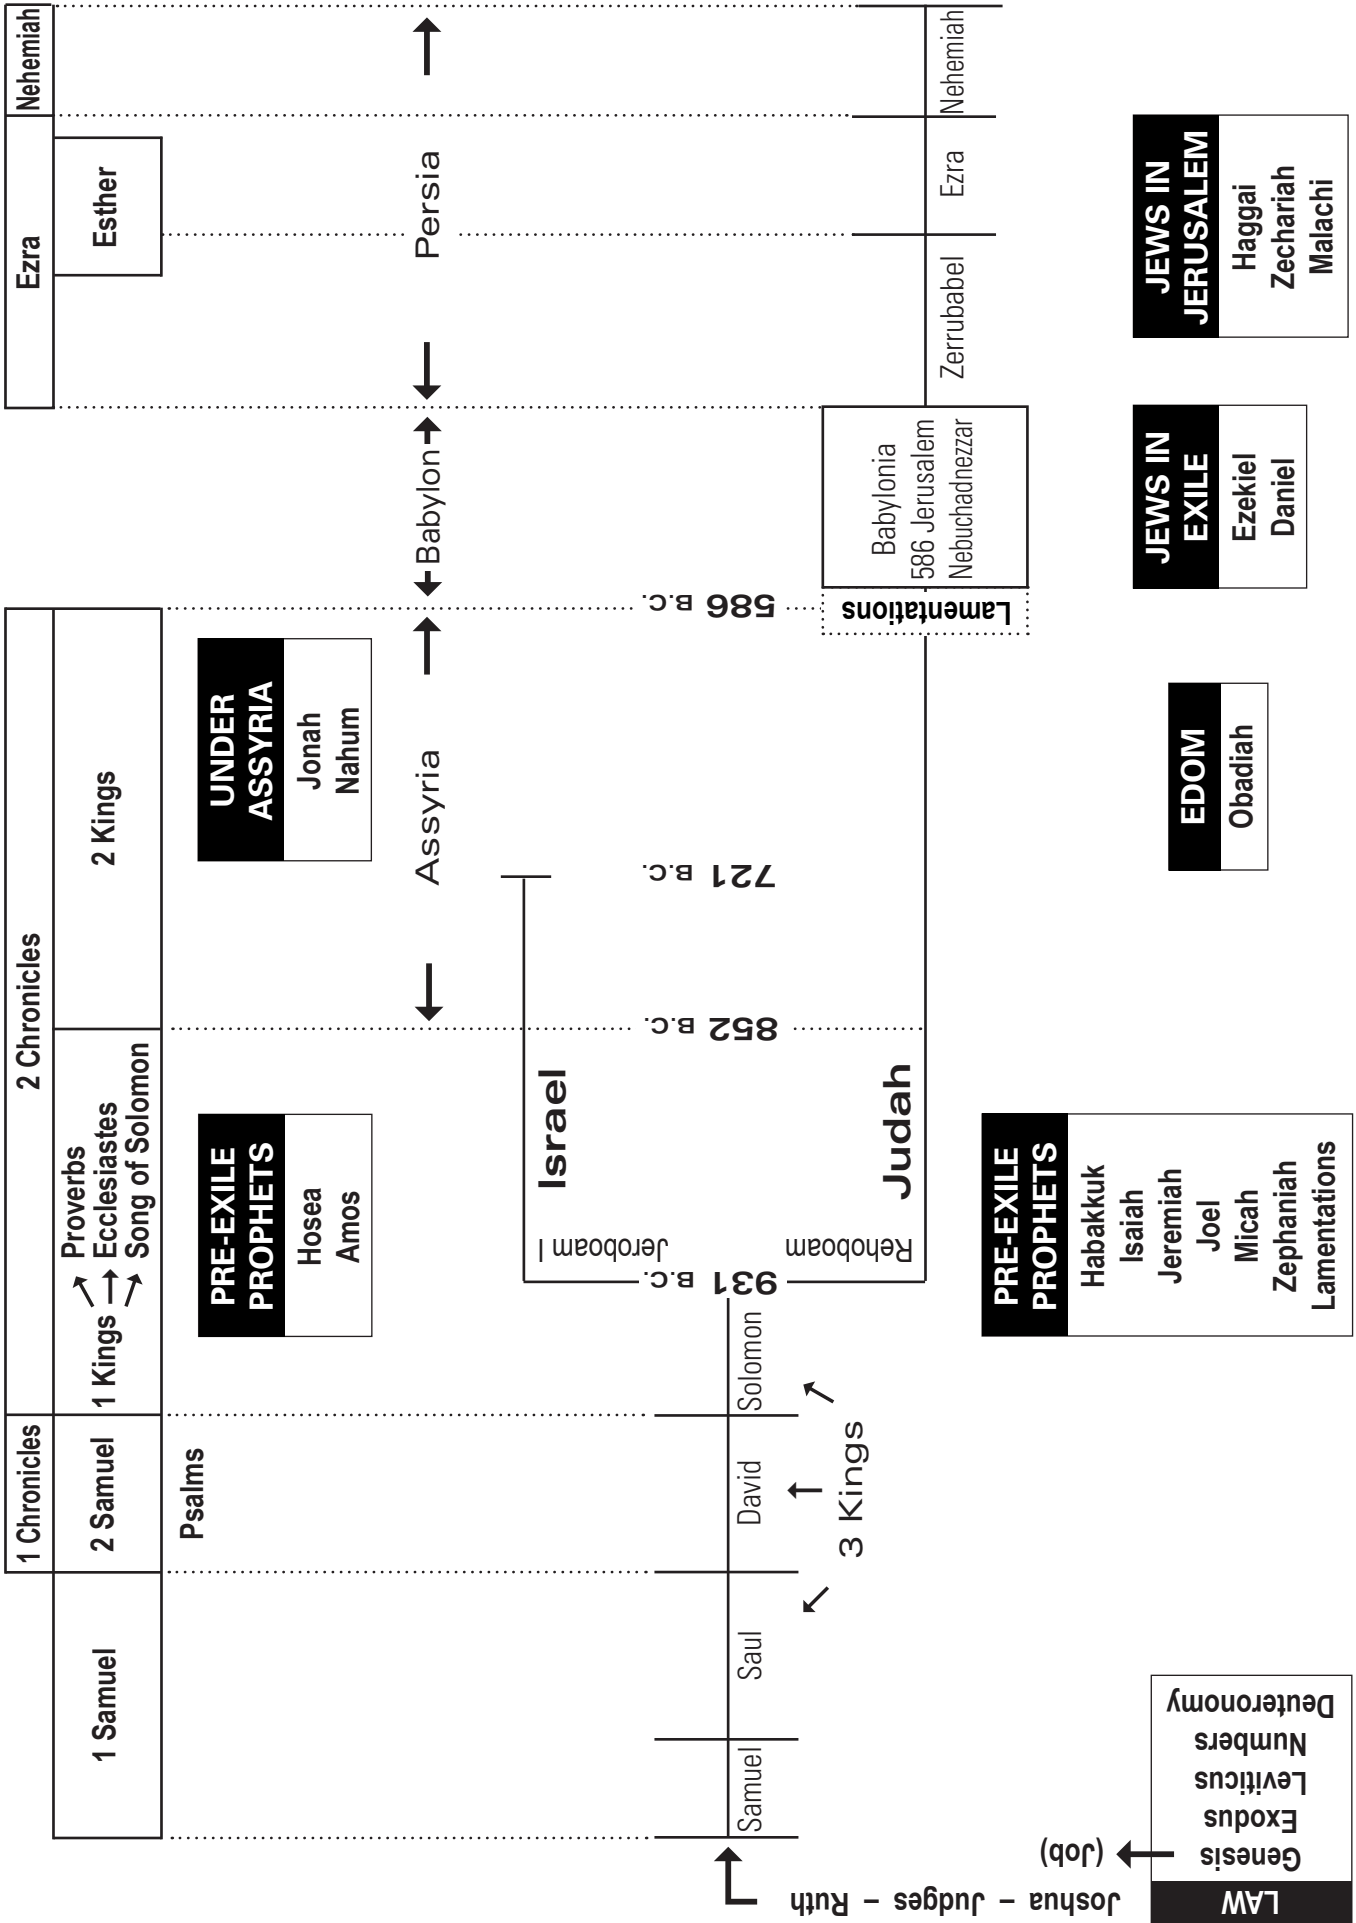 1 Chronicles
2 Chronicles
Ezra
Nehemiah
1 Samuel
2 Samuel
1 Kings
Proverbs
Ecclesiastes
Song of Solomon
2 Kings
Esther
Psalms
PRE-EXILE
PROPHETS
Hosea
Amos
UNDER
ASSYRIA
Jonah
Nahum
Assyria
Babylon
Persia
Israel
Jeroboam I
931 B.C.
852 B.C.
721 B.C.
586 B.C.
Rehoboam
Judah
Samuel
Saul
David
Solomon
3 Kings
Lamentations
Babylonia
586 Jerusalem
Nebuchadnezzar
Zerrubabel
Ezra
Nehemiah
Joshua – Judges – Ruth
(Job)
LAW
Genesis
Exodus
Leviticus
Numbers
Deuteronomy
PRE-EXILE
PROPHETS
Habakkuk
Isaiah
Jeremiah
Joel
Micah
Zephaniah
Lamentations
EDOM
Obadiah
JEWS IN
EXILE
Ezekiel
Daniel
JEWS IN
JERUSALEM
Haggai
Zechariah
Malachi